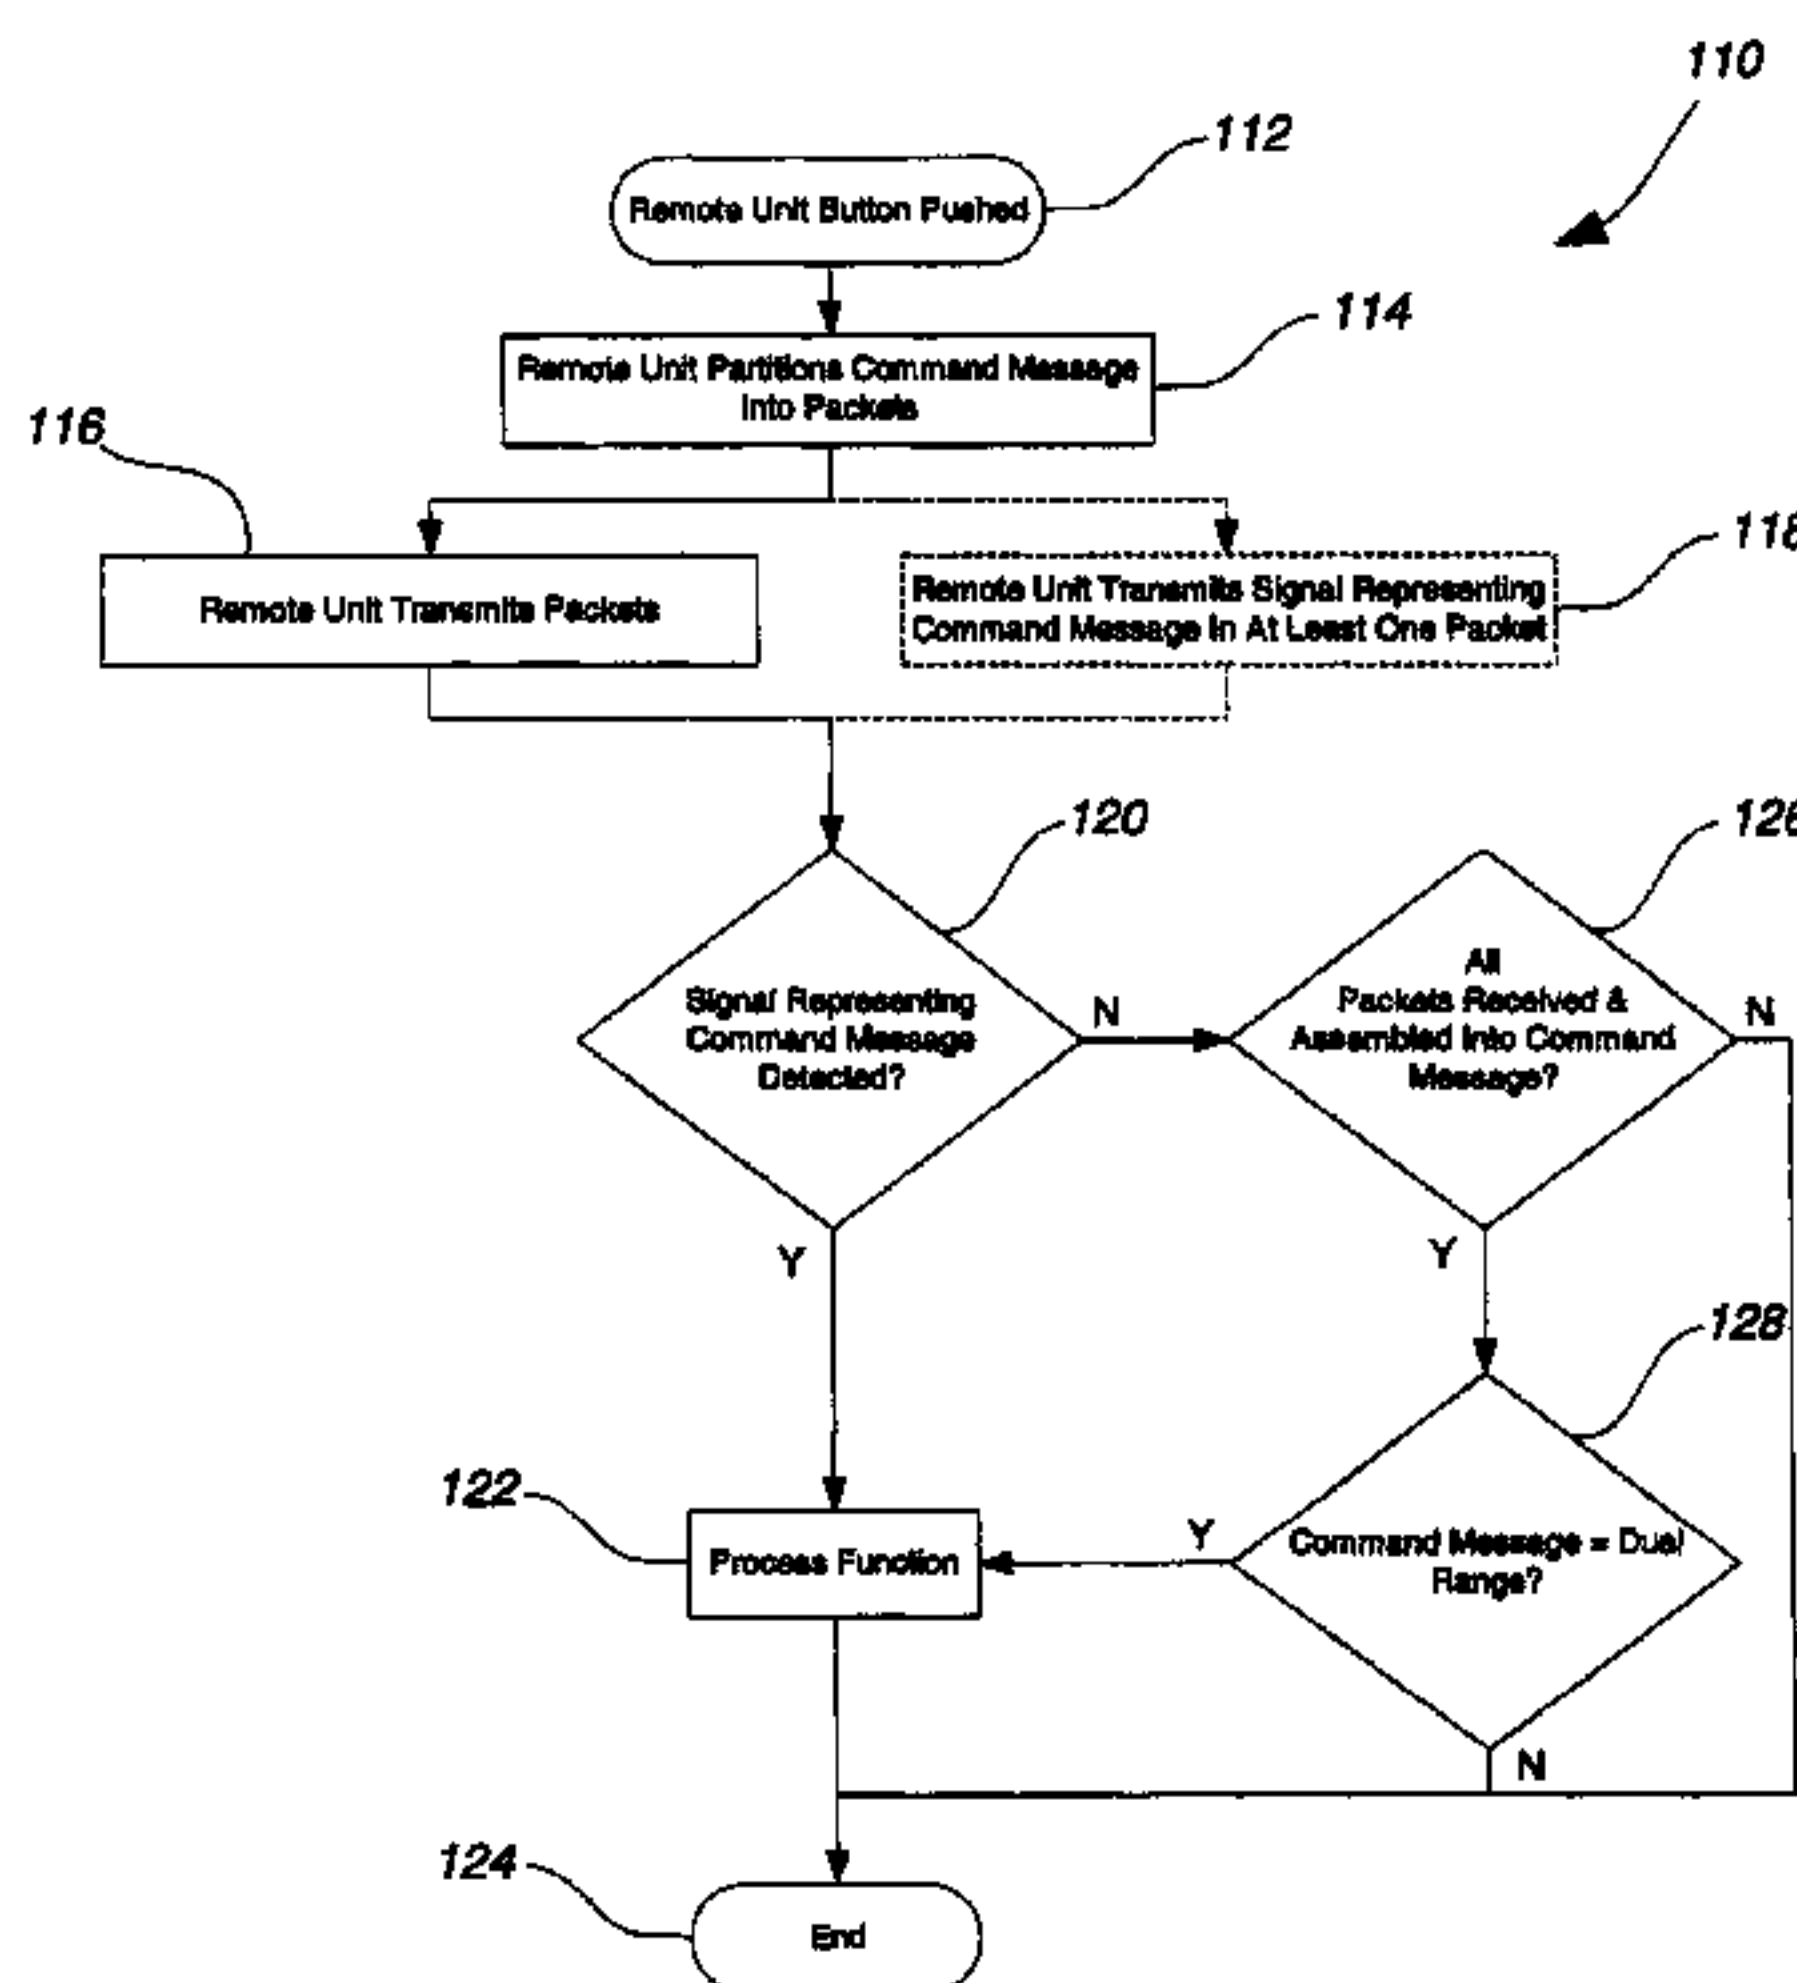 110
112
Remote Unit Button Pushed
114
Remote Unit Partitions Command Message
Into Packets
116
118
Remote Unit Transmits Packets
Remote Unit Transmits Signal Representing
Command Message In At Least One Packet
120
126
Signal Representing
Command Message
Detected?
N
All
Packets Received &
Assembled Into Command
Message?
N
Y
Y
128
122
Process Function
Y
Command Message = Dual
Range?
N
124
End